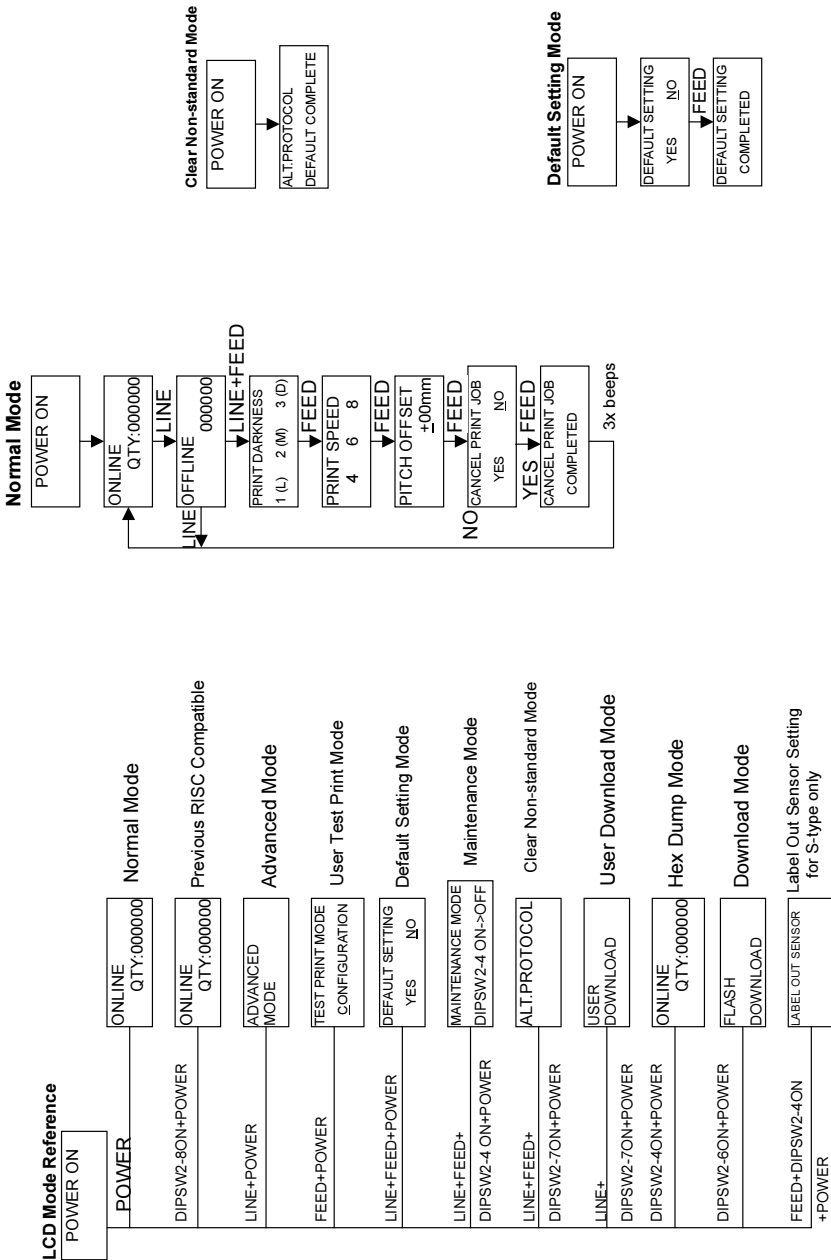 LCD Mode Reference
POWER ON
POWER
ONLINE
QTY:000000
Normal Mode
DIPSW2-8ON+POWER
ONLINE
QTY:000000
Previous RISC Compatible
LINE+POWER
ADVANCED
MODE
Advanced Mode
FEED+POWER
TEST PRINT MODE
CONFIGURATION
User Test Print Mode
LINE+FEED+POWER
DEFAULT SETTING
YES NO
Default Setting Mode
LINE+FEED+
DIPSW2-4 ON+POWER
MAINTENANCE MODE
DIPSW2-4 ON->OFF
Maintenance Mode
LINE+FEED+
DIPSW2-7ON+POWER
ALT.PROTOCOL
Clear Non-standard Mode
LINE+
DIPSW2-7ON+POWER
USER
DOWNLOAD
User Download Mode
DIPSW2-4ON+POWER
ONLINE
QTY:000000
Hex Dump Mode
DIPSW2-6ON+POWER
FLASH
DOWNLOAD
Download Mode
FEED+DIPSW2-4ON
+POWER
LABEL OUT SENSOR
Label Out Sensor Setting
for S-type only
Normal Mode
POWER ON
ONLINE
QTY:000000
LINE
LINE
OFFLINE
000000
LINE+FEED
PRINT DARKNESS
1 (L) 2 (M) 3 (D)
FEED
PRINT SPEED
4 6 8
FEED
PITCH OFFSET
±00mm
FEED
NO
CANCEL PRINT JOB
YES NO
YES FEED
CANCEL PRINT JOB
COMPLETED
3x beeps
Clear Non-standard Mode
POWER ON
ALT.PROTOCOL
DEFAULT COMPLETE
Default Setting Mode
POWER ON
DEFAULT SETTING
YES NO
FEED
DEFAULT SETTING
COMPLETED